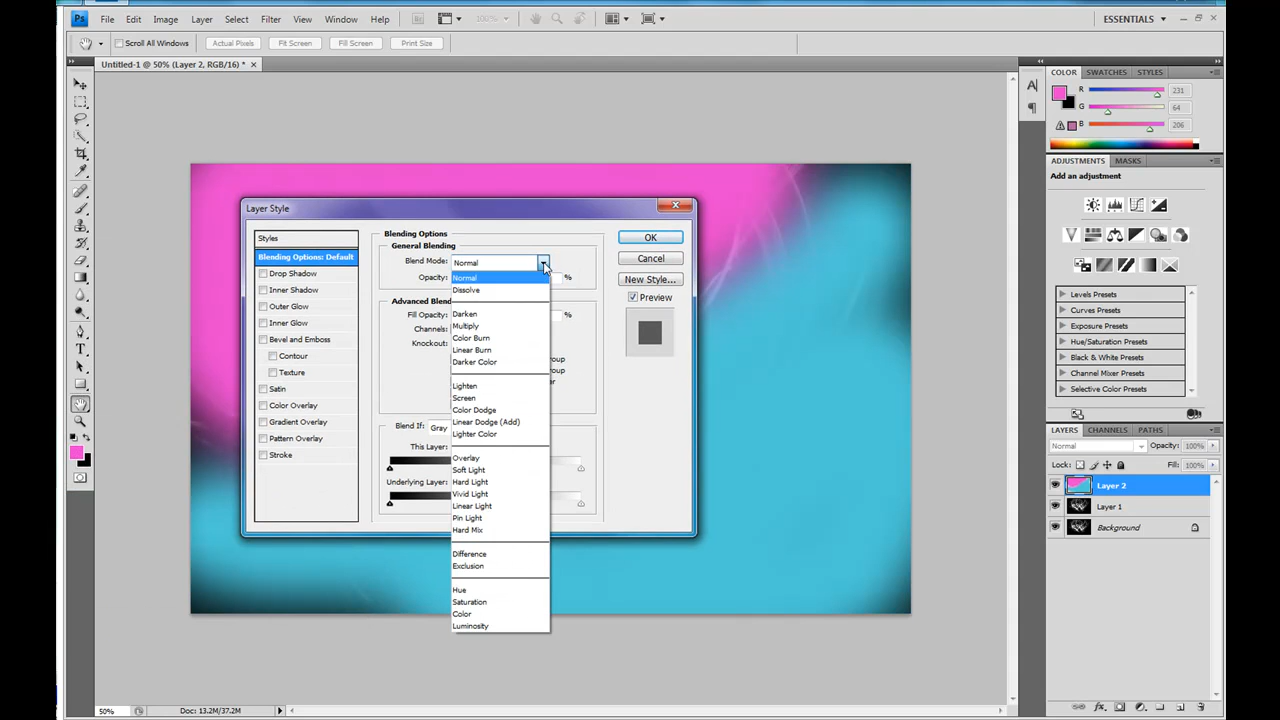 Ps File Edit Image Layer Select Filter Analysis View Window Help 100% ESSENTIALS
Scroll All Windows Actual Pixels Fit Screen Fill Screen Print Size
Untitled-1 @ 50% (Layer 2, RGB/16) *
COLOR SWATCHES STYLES
R 231
G 64
B 206
ADJUSTMENTS MASKS
Add an adjustment
Levels Presets
Curves Presets
Exposure Presets
Hue/Saturation Presets
Black & White Presets
Channel Mixer Presets
Selective Color Presets
LAYERS CHANNELS PATHS
Normal Opacity: 100%
Lock: Fill: 100%
Layer 2
Layer 1
Background
Layer Style
Styles
Blending Options: Default
Drop Shadow
Inner Shadow
Outer Glow
Inner Glow
Bevel and Emboss
Contour
Texture
Satin
Color Overlay
Gradient Overlay
Pattern Overlay
Stroke
Blending Options
General Blending
Blend Mode: Normal
Opacity: %
Advanced Blen
Fill Opacity: %
Channels:
Knockout:
Blend If: Gray
This Layer:
Underlying Layer:
Normal
Dissolve
Darken
Multiply
Color Burn
Linear Burn
Darker Color
Lighten
Screen
Color Dodge
Linear Dodge (Add)
Lighter Color
Overlay
Soft Light
Hard Light
Vivid Light
Linear Light
Pin Light
Hard Mix
Difference
Exclusion
Hue
Saturation
Color
Luminosity
OK
Cancel
New Style...
Preview
50% Doc: 13.2M/37.2M